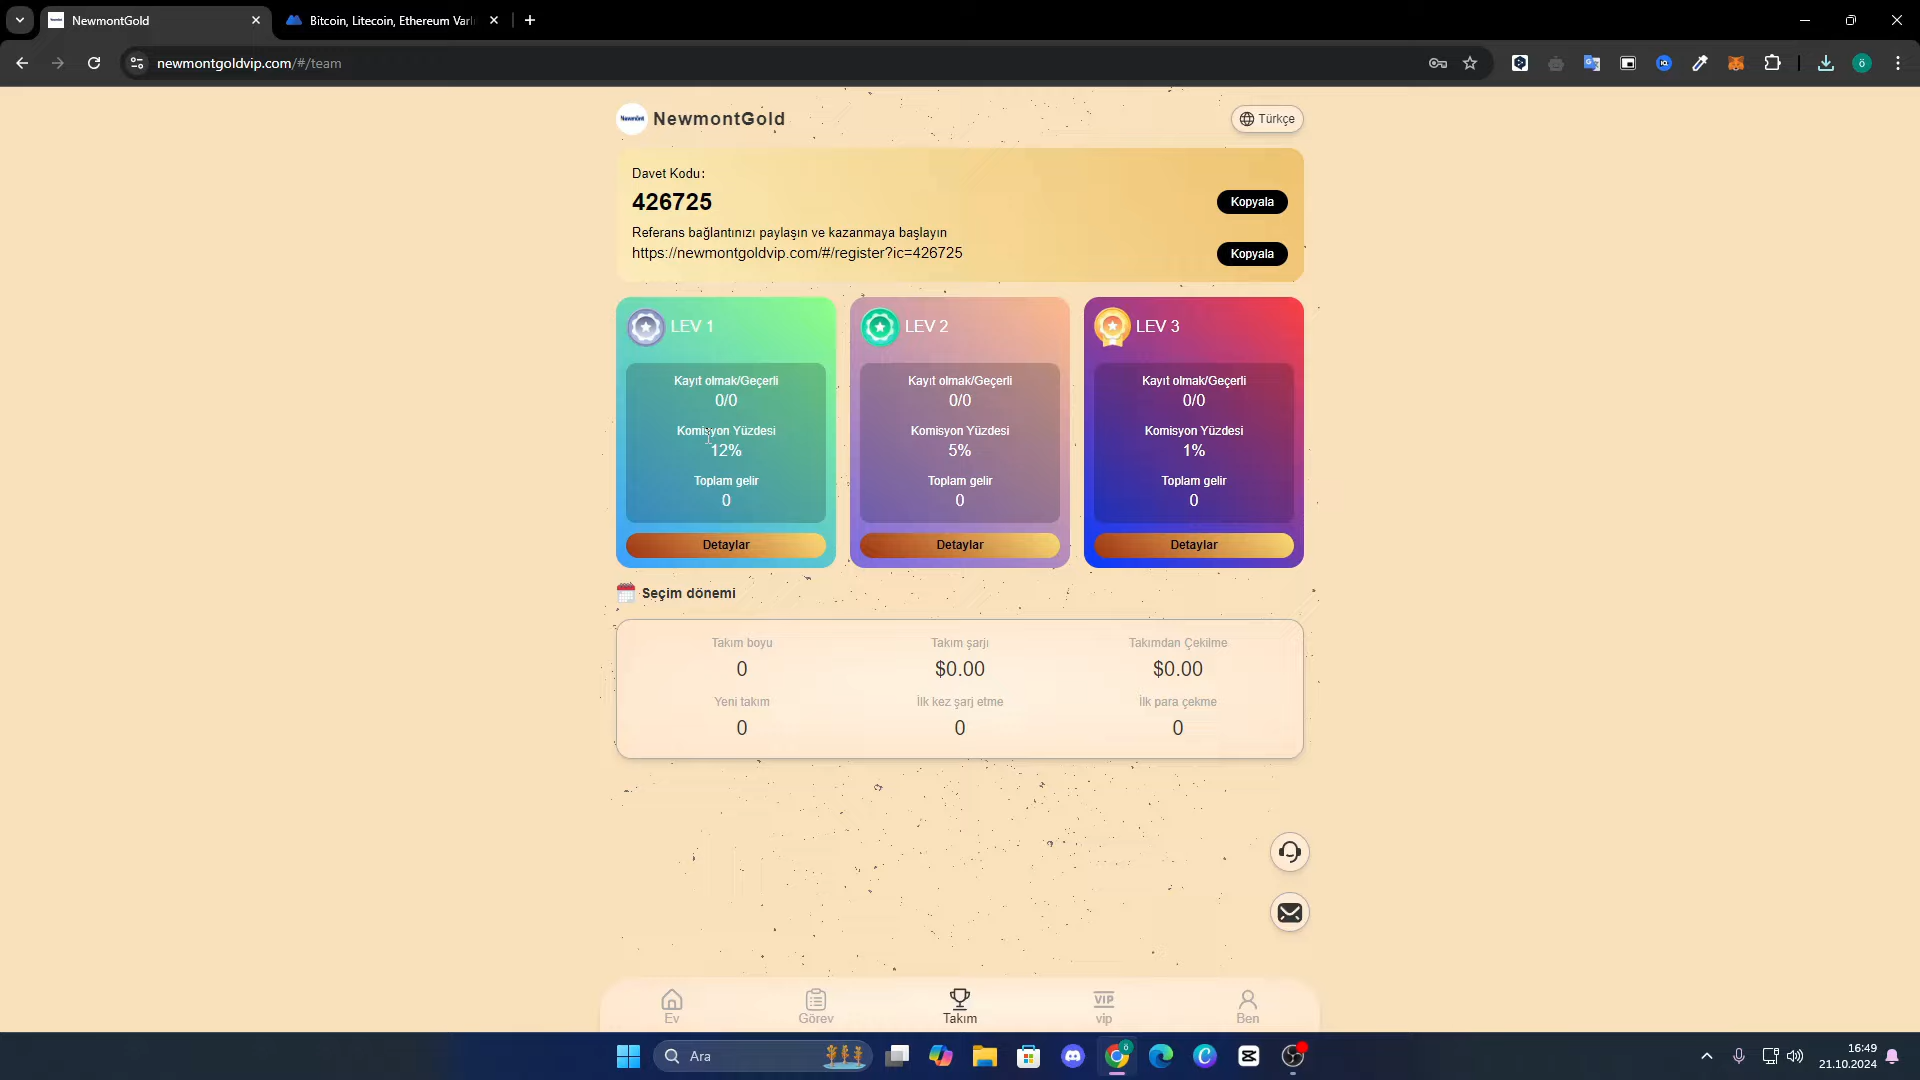 NewmontGold
Bitcoin, Litecoin, Ethereum Varl
newmontgoldvip.com/#/team
Newmont
NewmontGold
Türkçe
Davet Kodu:
426725
Kopyala
Referans bağlantınızı paylaşın ve kazanmaya başlayın
https://newmontgoldvip.com/#/register?ic=426725
Kopyala
LEV 1
Kayıt olmak/Geçerli
0/0
Komisyon Yüzdesi
12%
Toplam gelir
0
Detaylar
LEV 2
Kayıt olmak/Geçerli
0/0
Komisyon Yüzdesi
5%
Toplam gelir
0
Detaylar
LEV 3
Kayıt olmak/Geçerli
0/0
Komisyon Yüzdesi
1%
Toplam gelir
0
Detaylar
Seçim dönemi
Takım boyu
0
Takım şarjı
$0.00
Takımdan Çekilme
$0.00
Yeni takım
0
İlk kez şarj etme
0
İlk para çekme
0
Ev
Görev
Takım
VIP
vip
Ben
Ara
16:49
21.10.2024